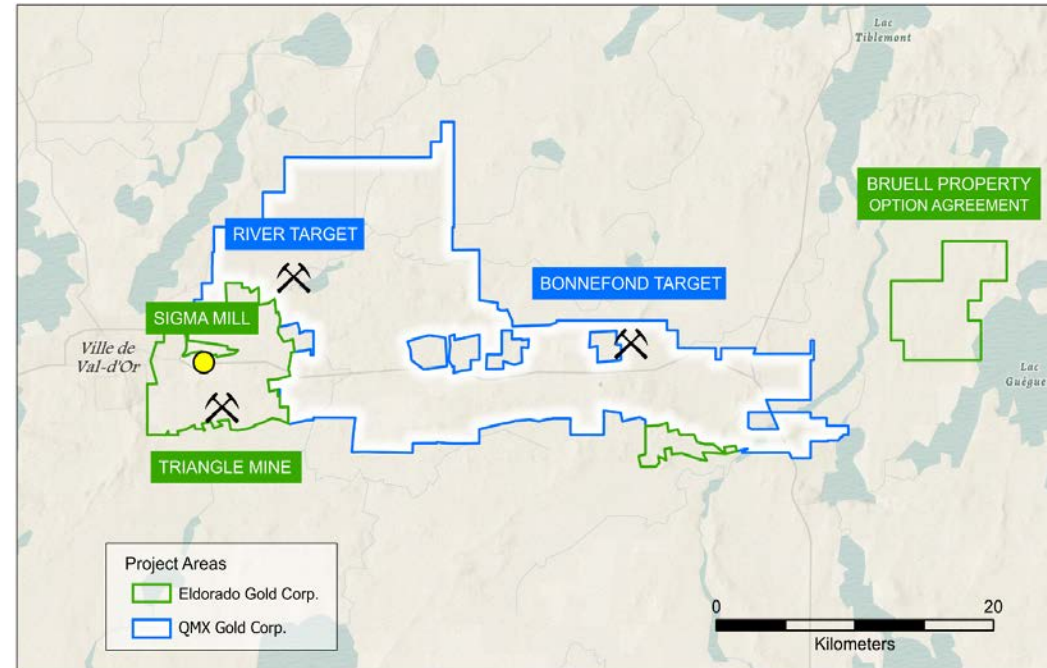 Lac
Tiblemont
BRUELL PROPERTY
OPTION AGREEMENT
RIVER TARGET
BONNEFOND TARGET
SIGMA MILL
Ville de
Val-d'Or
Lac
Guégue
TRIANGLE MINE
Project Areas
Eldorado Gold Corp.
QMX Gold Corp.
0 20
Kilometers